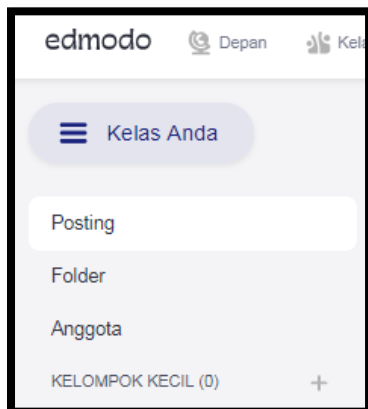 edmodo Depan
Kelas Anda
Posting
Folder
Anggota
KELOMPOK KECIL (0) +